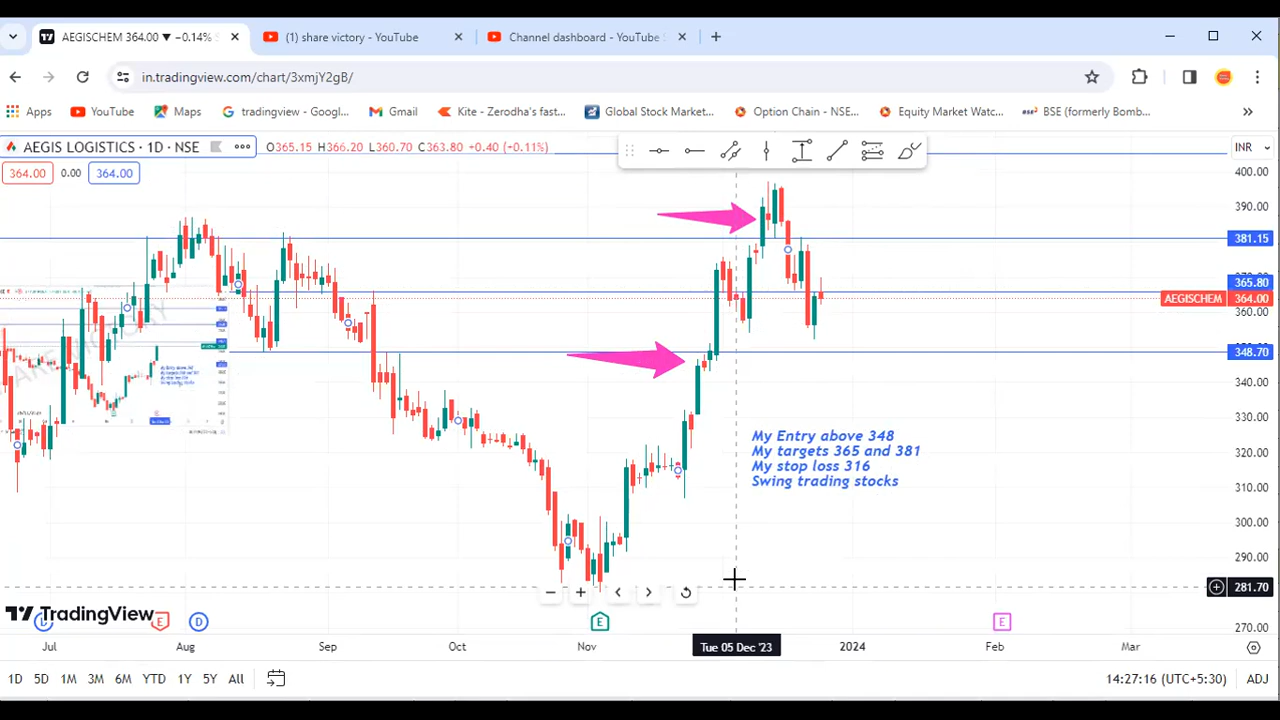 AEGISCHEM 364.00 ▼ −0.14%
(1) share victory - YouTube
Channel dashboard - YouTube
in.tradingview.com/chart/3xmjY2gB/
Apps
YouTube
Maps
tradingview - Googl...
Gmail
Kite - Zerodha's fast...
Global Stock Market...
Option Chain - NSE...
Equity Market Watc...
BSE (formerly Bomb...
AEGIS LOGISTICS · 1D · NSE
O365.15 H366.20 L360.70 C363.80 +0.40 (−0.11%)
INR
364.00 0.00 364.00
400.00
390.00
381.15
365.80
AEGISCHEM 364.00
360.00
348.70
340.00
330.00
320.00
310.00
300.00
290.00
281.70
270.00
My Entry above 348
My targets 365 and 381
My stop loss 316
Swing trading stocks
TradingView
E
D
E
E
Jul Aug Sep Oct Nov Tue 05 Dec '23 2024 Feb Mar
1D 5D 1M 3M 6M YTD 1Y 5Y All
14:27:16 (UTC+5:30) ADJ